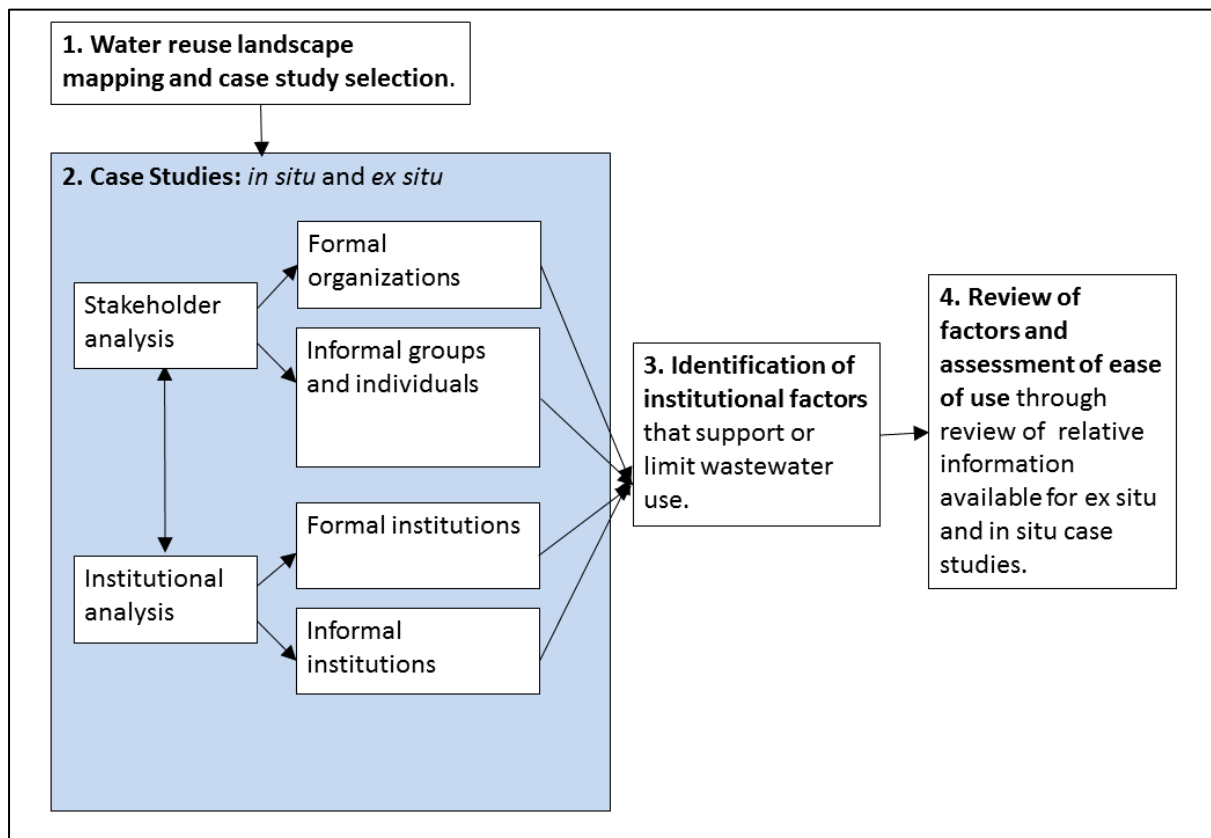 1. Water reuse landscape
mapping and case study selection.
2. Case Studies: in situ and ex situ
Stakeholder
analysis
Formal
organizations
Informal groups
and individuals
Institutional
analysis
Formal institutions
Informal
institutions
3. Identification of
institutional factors
that support or
limit wastewater
use.
4. Review of
factors and
assessment of ease
of use through
review of relative
information
available for ex situ
and in situ case
studies.